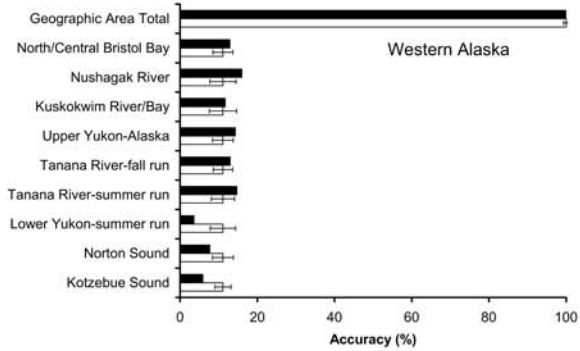 Geographic Area Total
North/Central Bristol Bay
Western Alaska
Nushagak River
Kuskokwim River/Bay
Upper Yukon-Alaska
Tanana River-fall run
Tanana River-summer run
Lower Yukon-summer run
Norton Sound
Kotzebue Sound
0 20 40 60 80 100
Accuracy (%)